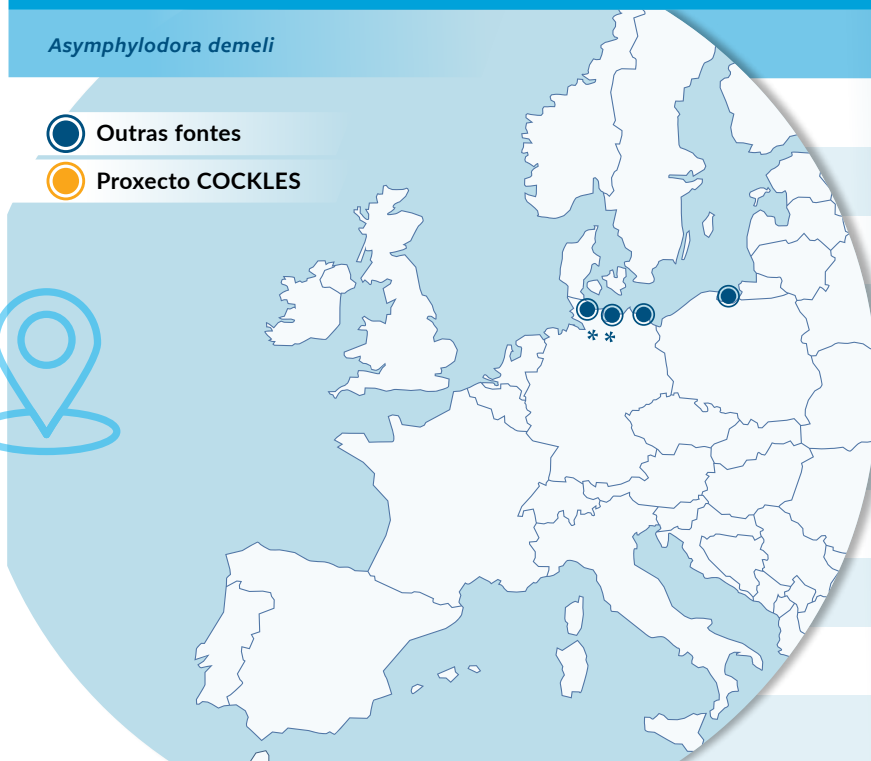 Asymphylodora demeli
Outras fontes
Proxecto COCKLES
* *